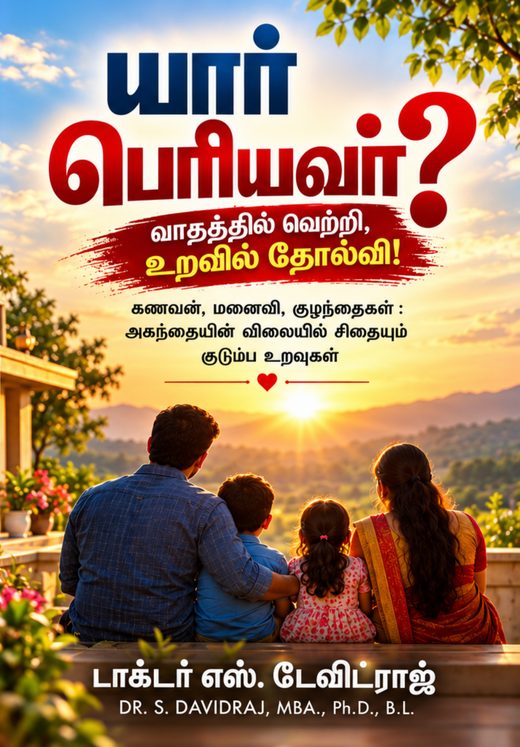 யார்
பெரியவர்?
வாதத்தில் வெற்றி,
உறவில் தோல்வி!
கணவன், மனைவி, குழந்தைகள் :
அகந்தையின் விலையில் சிதையும்
குடும்ப உறவுகள்
டாக்டர் எஸ். டேவிட்ராஜ்
DR. S. DAVIDRAJ, MBA., Ph.D., B.L.